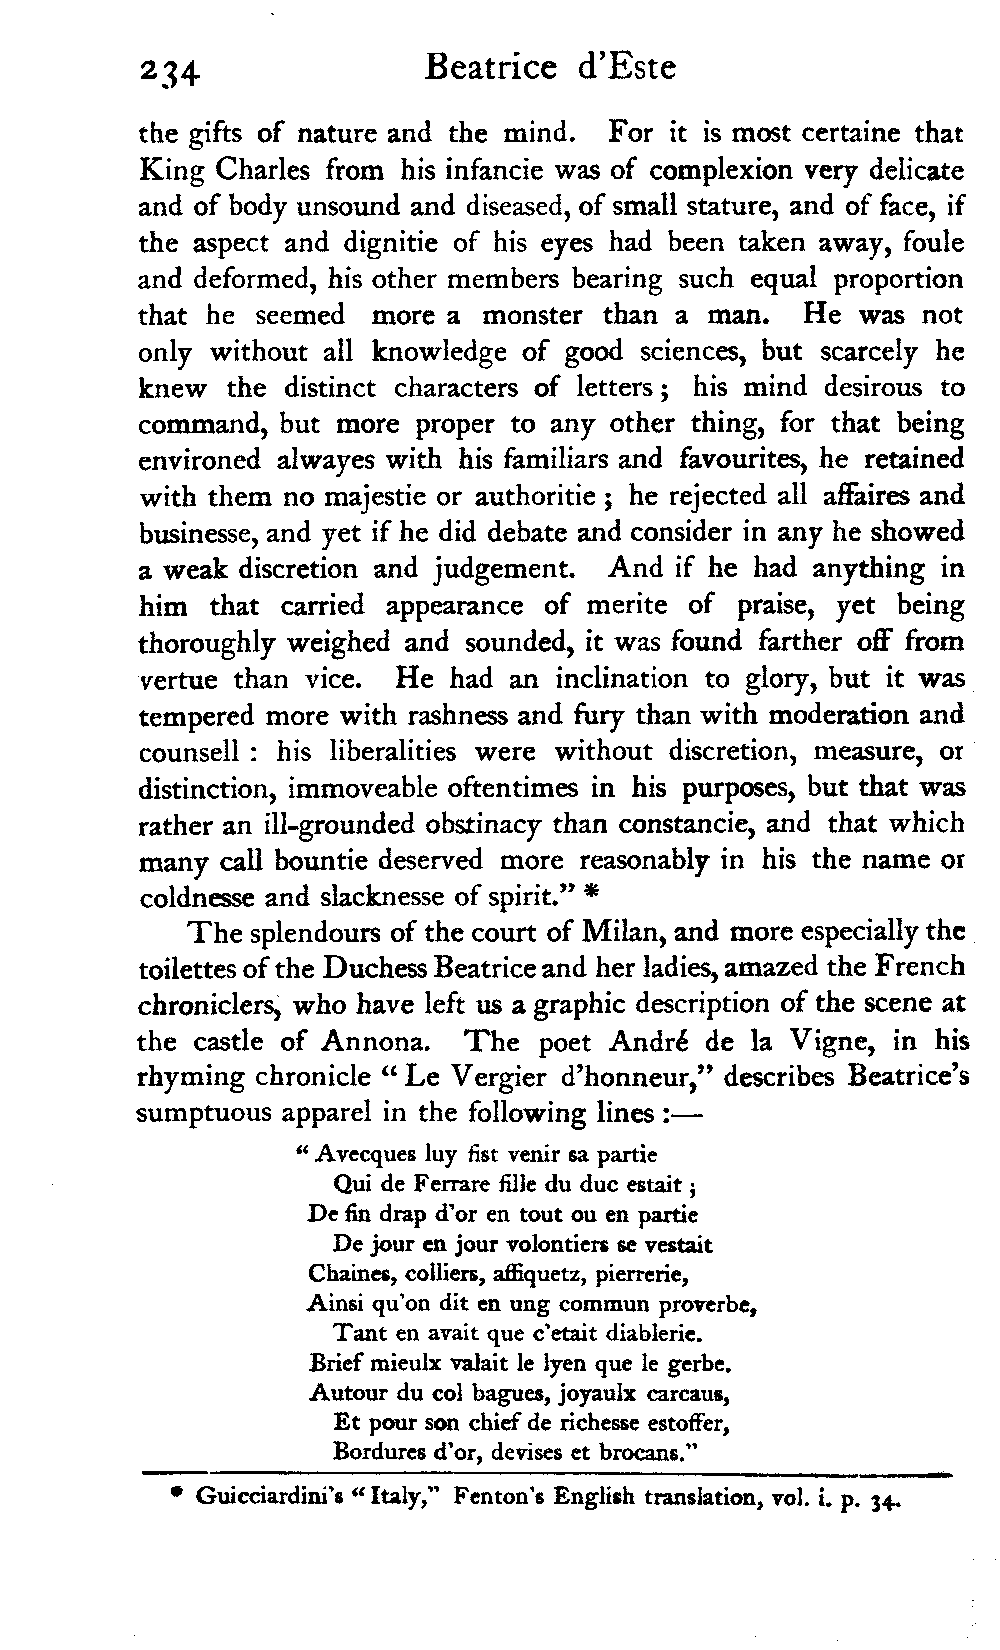 234 Beatrice d'Este
the gifts of nature and the mind. For it is most certaine that
King Charles from his infancie was of complexion very delicate
and of body unsound and diseased, of small stature, and of face, if
the aspect and dignitie of his eyes had been taken away, foule
and deformed, his other members bearing such equal proportion
that he seemed more a monster than a man. He was not
only without all knowledge of good sciences, but scarcely he
knew the distinct characters of letters; his mind desirous to
command, but more proper to any other thing, for that being
environed alwayes with his familiars and favourites, he retained
with them no majestie or authoritie; he rejected all affaires and
businesse, and yet if he did debate and consider in any he showed
a weak discretion and judgement. And if he had anything in
him that carried appearance of merite of praise, yet being
thoroughly weighed and sounded, it was found farther off from
vertue than vice. He had an inclination to glory, but it was
tempered more with rashness and fury than with moderation and
counsell : his liberalities were without discretion, measure, or
distinction, immoveable oftentimes in his purposes, but that was
rather an ill-grounded obstinacy than constancie, and that which
many call bountie deserved more reasonably in his the name or
coldnesse and slacknesse of spirit." *
The splendours of the court of Milan, and more especially the
toilettes of the Duchess Beatrice and her ladies, amazed the French
chroniclers, who have left us a graphic description of the scene at
the castle of Annona. The poet André de la Vigne, in his
rhyming chronicle "Le Vergier d'honneur," describes Beatrice's
sumptuous apparel in the following lines :—
"Avecques luy fist venir sa partie
Qui de Ferrare fille du duc estait;
De fin drap d'or en tout ou en partie
De jour en jour volontiers se vestait
Chaines, colliers, affiquetz, pierrerie,
Ainsi qu'on dit en ung commun proverbe,
Tant en avait que c'etait diablerie.
Brief mieulx valait le lyen que le gerbe.
Autour du col bagues, joyaulx carcaus,
Et pour son chief de richesse estoffer,
Bordures d'or, devises et brocans."
* Guicciardini's "Italy," Fenton's English translation, vol. i. p. 34.